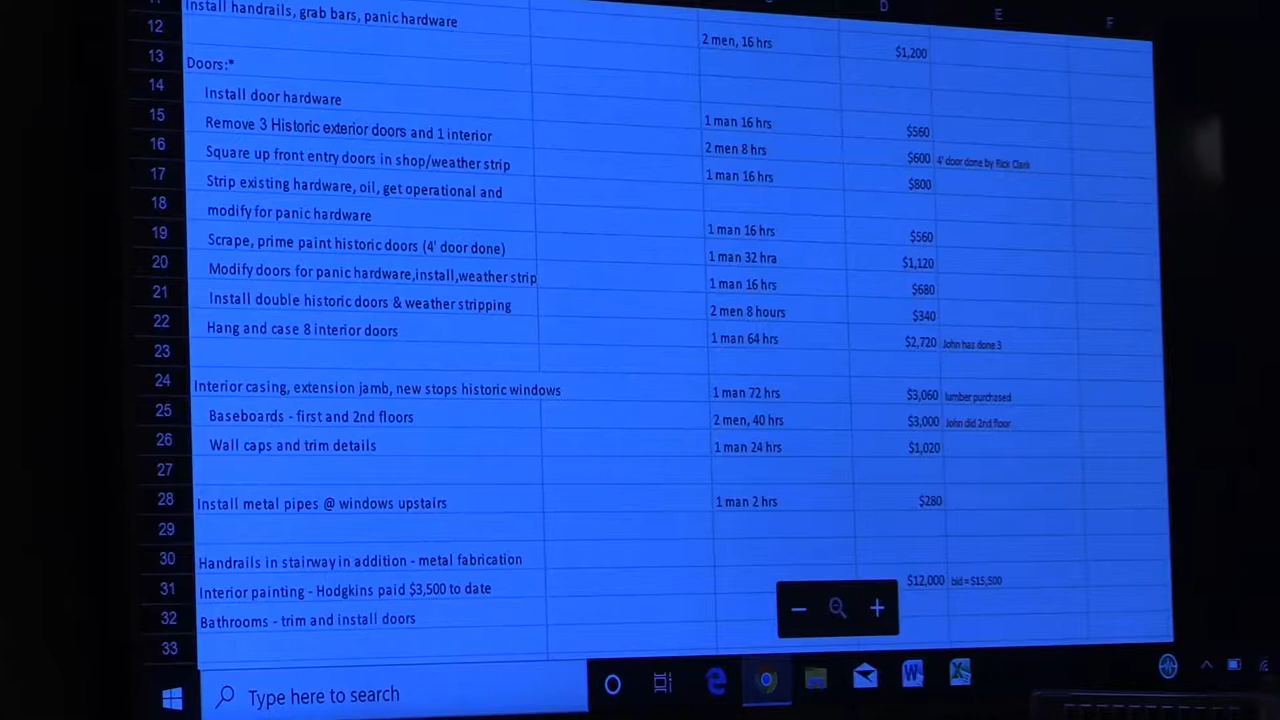 D E F
Install handrails, grab bars, panic hardware
12 2 men, 16 hrs $1,200
13 Doors:*
14 Install door hardware 1 man 16 hrs $560
15 Remove 3 Historic exterior doors and 1 interior 2 men 8 hrs $600 4' door done by Rick Clark
16 Square up front entry doors in shop/weather strip 1 man 16 hrs $800
17 Strip existing hardware, oil, get operational and
18 modify for panic hardware 1 man 16 hrs $560
19 Scrape, prime paint historic doors (4' door done) 1 man 32 hra $1,120
20 Modify doors for panic hardware,install,weather strip 1 man 16 hrs $680
21 Install double historic doors & weather stripping 2 men 8 hours $340
22 Hang and case 8 interior doors 1 man 64 hrs $2,720 John has done 3
23
24 Interior casing, extension jamb, new stops historic windows 1 man 72 hrs $3,060 lumber purchased
25 Baseboards - first and 2nd floors 2 men, 40 hrs $3,000 John did 2nd floor
26 Wall caps and trim details 1 man 24 hrs $1,020
27
28 Install metal pipes @ windows upstairs 1 man 2 hrs $280
29
30 Handrails in stairway in addition - metal fabrication
31 Interior painting - Hodgkins paid $3,500 to date $12,000 bid = $15,500
32 Bathrooms - trim and install doors
33
Type here to search